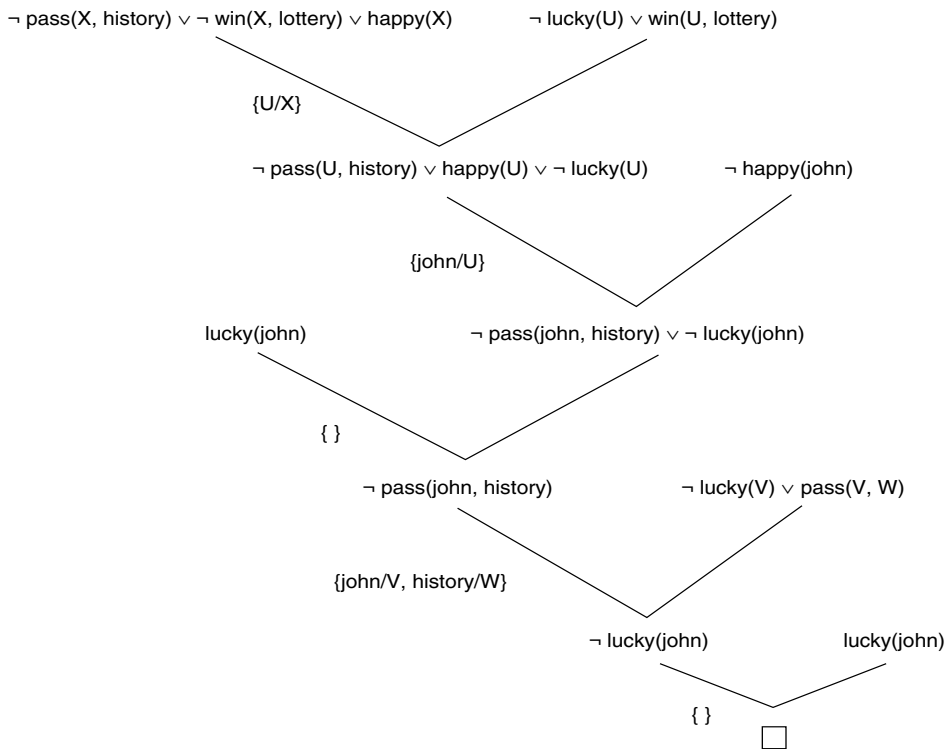 ¬ pass(X, history) ∨ ¬ win(X, lottery) ∨ happy(X)
¬ lucky(U) ∨ win(U, lottery)
{U/X}
¬ pass(U, history) ∨ happy(U) ∨ ¬ lucky(U)
¬ happy(john)
{john/U}
lucky(john)
¬ pass(john, history) ∨ ¬ lucky(john)
{ }
¬ pass(john, history)
¬ lucky(V) ∨ pass(V, W)
{john/V, history/W}
¬ lucky(john)
lucky(john)
{ }